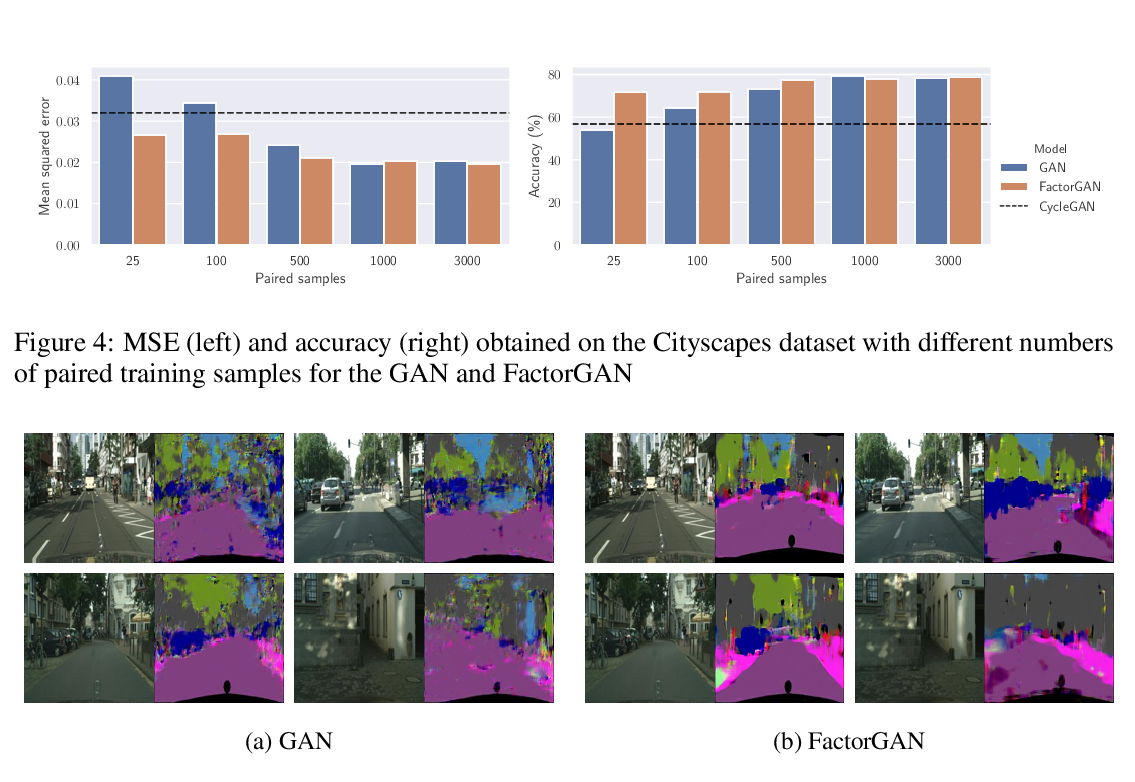 0.04
0.03
0.02
0.01
0.00
Mean squared error
25 100 500 1000 3000
Paired samples
80
60
40
20
0
Accuracy (%)
25 100 500 1000 3000
Paired samples
Model
GAN
FactorGAN
CycleGAN
Figure 4: MSE (left) and accuracy (right) obtained on the Cityscapes dataset with different numbers
of paired training samples for the GAN and FactorGAN
(a) GAN
(b) FactorGAN